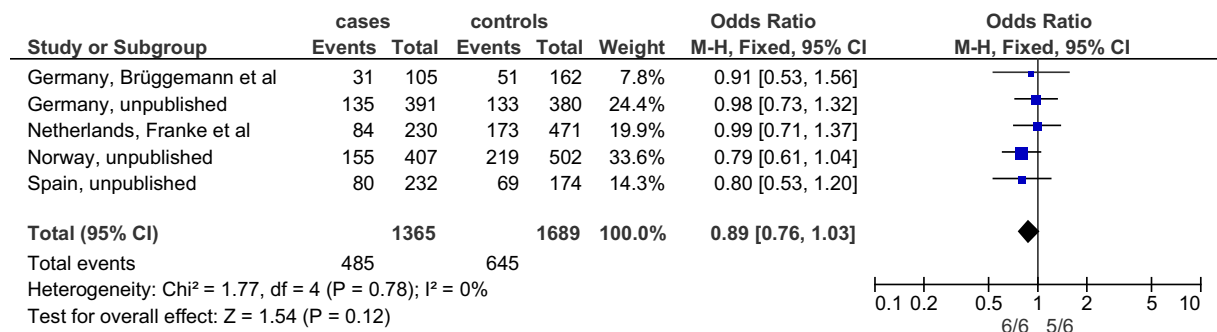 cases controls Odds Ratio Odds Ratio
Study or Subgroup Events Total Events Total Weight M-H, Fixed, 95% CI M-H, Fixed, 95% CI
Germany, Brüggemann et al 31 105 51 162 7.8% 0.91 [0.53, 1.56]
Germany, unpublished 135 391 133 380 24.4% 0.98 [0.73, 1.32]
Netherlands, Franke et al 84 230 173 471 19.9% 0.99 [0.71, 1.37]
Norway, unpublished 155 407 219 502 33.6% 0.79 [0.61, 1.04]
Spain, unpublished 80 232 69 174 14.3% 0.80 [0.53, 1.20]
Total (95% CI) 1365 1689 100.0% 0.89 [0.76, 1.03]
Total events 485 645
Heterogeneity: Chi² = 1.77, df = 4 (P = 0.78); I² = 0%
Test for overall effect: Z = 1.54 (P = 0.12)
0.1 0.2 0.5 1 2 5 10
6/6 5/6